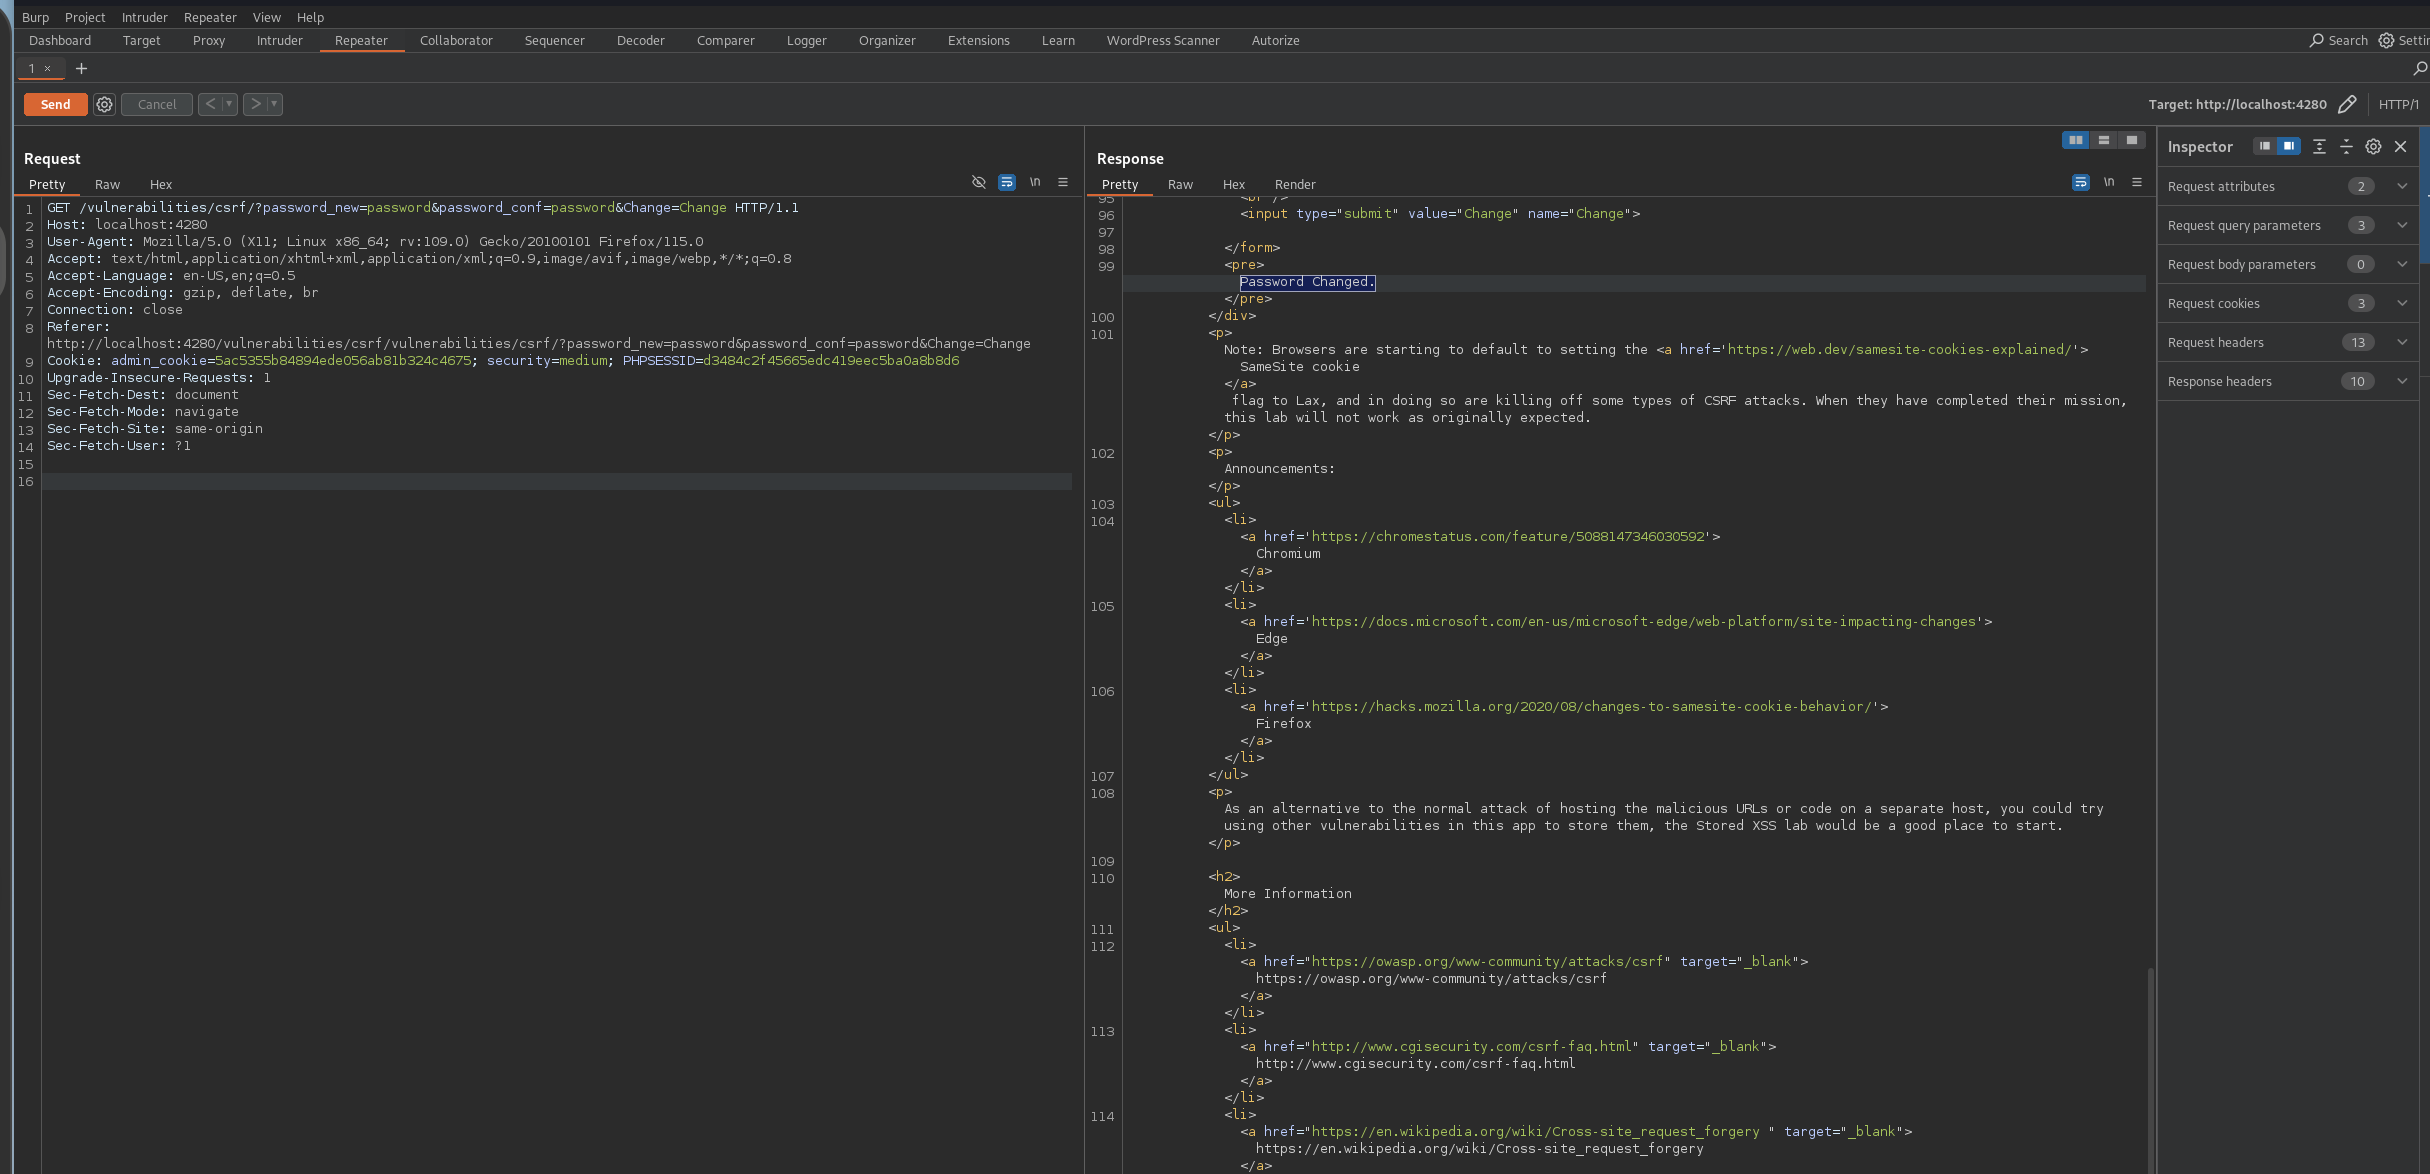 Burp Project Intruder Repeater View Help
Dashboard Target Proxy Intruder Repeater Collaborator Sequencer Decoder Comparer Logger Organizer Extensions Learn WordPress Scanner Autorize Search
1 × +
Send Cancel < > Target: http://localhost:4280 HTTP/1
Request
Pretty Raw Hex \n
1 GET /vulnerabilities/csrf/?password_new=password&password_conf=password&Change=Change HTTP/1.1
2 Host: localhost:4280
3 User-Agent: Mozilla/5.0 (X11; Linux x86_64; rv:109.0) Gecko/20100101 Firefox/115.0
4 Accept: text/html,application/xhtml+xml,application/xml;q=0.9,image/avif,image/webp,*/*;q=0.8
5 Accept-Language: en-US,en;q=0.5
6 Accept-Encoding: gzip, deflate, br
7 Connection: close
8 Referer:
http://localhost:4280/vulnerabilities/csrf/vulnerabilities/csrf/?password_new=password&password_conf=password&Change=Change
9 Cookie: admin_cookie=5ac5355b84894ede056ab81b324c4675; security=medium; PHPSESSID=d3484c2f45665edc419eec5ba0a8b8d6
10 Upgrade-Insecure-Requests: 1
11 Sec-Fetch-Dest: document
12 Sec-Fetch-Mode: navigate
13 Sec-Fetch-Site: same-origin
14 Sec-Fetch-User: ?1
15
16
Response
Pretty Raw Hex Render \n
95 <br />
96 <input type="submit" value="Change" name="Change">
97
98 </form>
99 <pre>
Password Changed.
</pre>
100 </div>
101 <p>
Note: Browsers are starting to default to setting the <a href='https://web.dev/samesite-cookies-explained/'>
SameSite cookie
</a>
flag to Lax, and in doing so are killing off some types of CSRF attacks. When they have completed their mission,
this lab will not work as originally expected.
</p>
102 <p>
Announcements:
</p>
103 <ul>
104 <li>
<a href='https://chromestatus.com/feature/5088147346030592'>
Chromium
</a>
</li>
105 <li>
<a href='https://docs.microsoft.com/en-us/microsoft-edge/web-platform/site-impacting-changes'>
Edge
</a>
</li>
106 <li>
<a href='https://hacks.mozilla.org/2020/08/changes-to-samesite-cookie-behavior/'>
Firefox
</a>
</li>
107 </ul>
108 <p>
As an alternative to the normal attack of hosting the malicious URLs or code on a separate host, you could try
using other vulnerabilities in this app to store them, the Stored XSS lab would be a good place to start.
</p>
109
110 <h2>
More Information
</h2>
111 <ul>
112 <li>
<a href="https://owasp.org/www-community/attacks/csrf" target="_blank">
https://owasp.org/www-community/attacks/csrf
</a>
</li>
113 <li>
<a href="http://www.cgisecurity.com/csrf-faq.html" target="_blank">
http://www.cgisecurity.com/csrf-faq.html
</a>
</li>
114 <li>
<a href="https://en.wikipedia.org/wiki/Cross-site_request_forgery " target="_blank">
https://en.wikipedia.org/wiki/Cross-site_request_forgery
</a>
Inspector
Request attributes 2
Request query parameters 3
Request body parameters 0
Request cookies 3
Request headers 13
Response headers 10